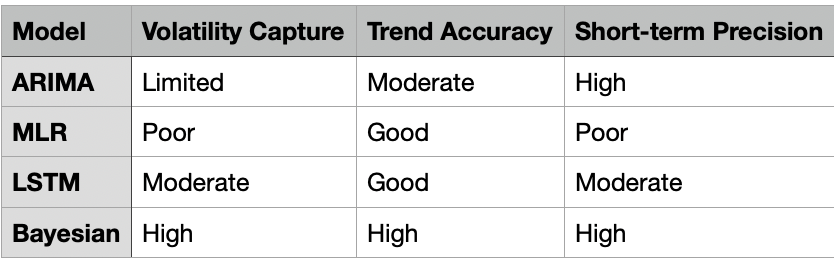 Model Volatility Capture Trend Accuracy Short-term Precision
ARIMA Limited Moderate High
MLR Poor Good Poor
LSTM Moderate Good Moderate
Bayesian High High High